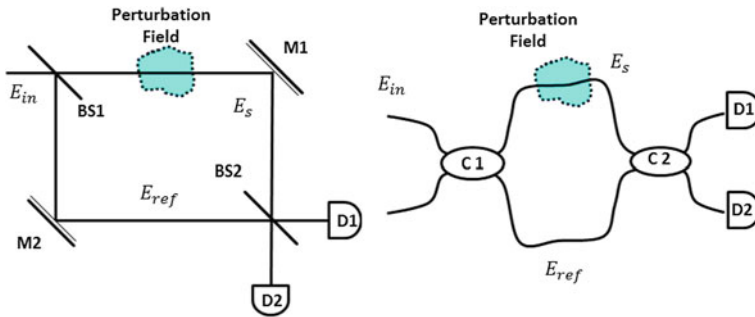 Perturbation
Field
M1
E_in
BS1
E_s
BS2
E_ref
M2
D1
D2
Perturbation
Field
E_in
E_s
D1
C 1
C 2
D2
E_ref